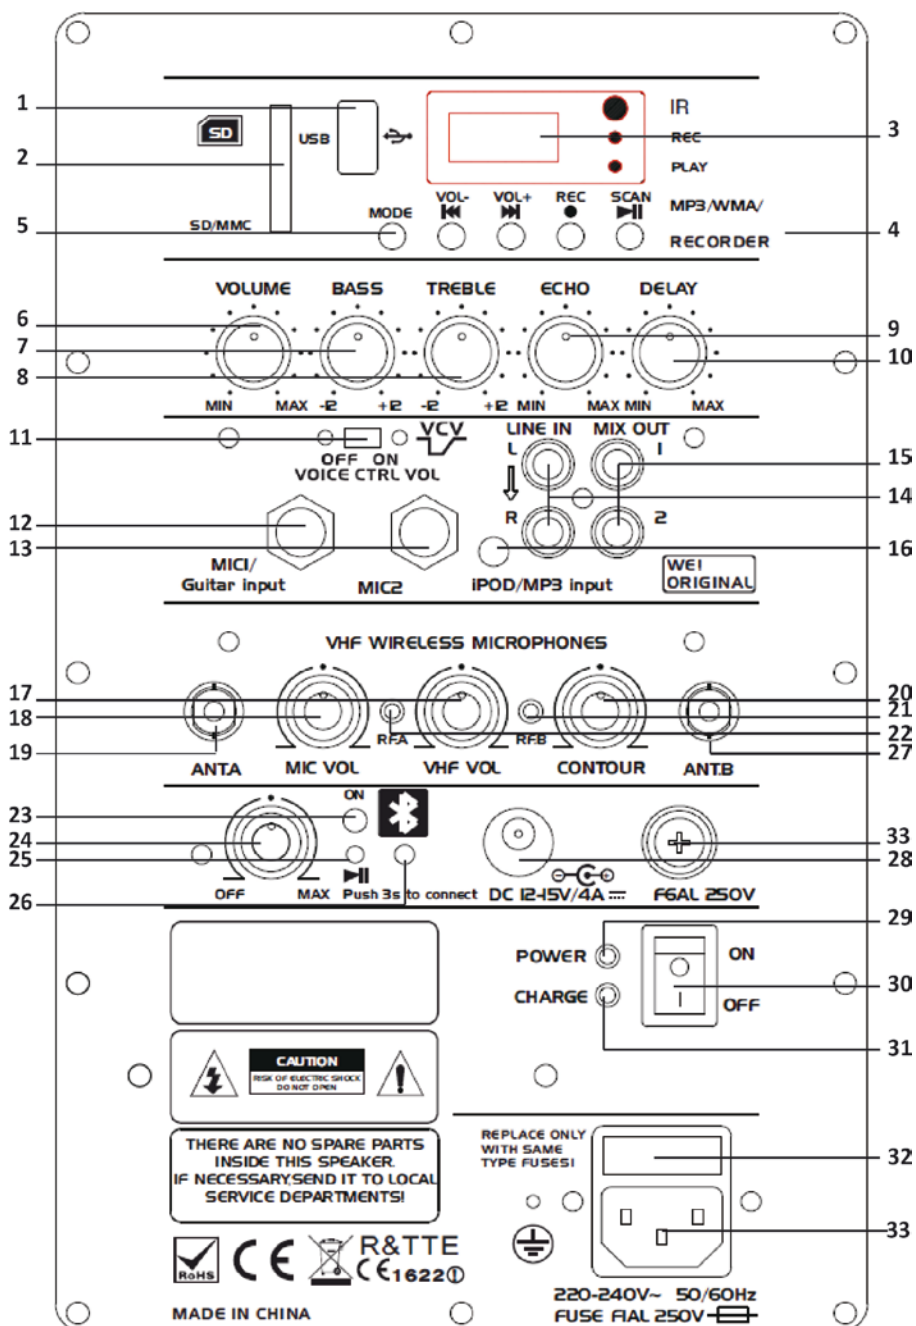 1
IR
SD
USB
3
REC
2
PLAY
VOL- VOL+ REC SCAN
MODE
MP3/WMA/
5
SD/MMC
4
RECORDER
VOLUME BASS TREBLE ECHO DELAY
6
9
7
10
8
MIN MAX -12 +12 -12 +12 MIN MAX MIN MAX
11
VCV
LINE IN MIX OUT
L 1
OFF ON
VOICE CTRL VOL
15
14
12
R 2
13
16
MIC1/
Guitar input
MIC2
iPOD/MP3 input
WEI
ORIGINAL
VHF WIRELESS MICROPHONES
17
20
18
21
RF.A
RF.B
22
19
27
ANT.A MIC VOL VHF VOL CONTOUR ANT.B
ON
23
24
33
25
28
OFF MAX Push 3s to connect DC 12-15V/4A F6AL 250V
26
29
POWER
ON
30
CHARGE
OFF
31
CAUTION
RISK OF ELECTRIC SHOCK
DO NOT OPEN
THERE ARE NO SPARE PARTS
INSIDE THIS SPEAKER.
IF NECESSARY,SEND IT TO LOCAL
SERVICE DEPARTMENTS!
REPLACE ONLY
WITH SAME
TYPE FUSES!
32
33
RoHS
CE
R&TTE
CE1622
220-240V~ 50/60Hz
MADE IN CHINA
FUSE F1AL 250V